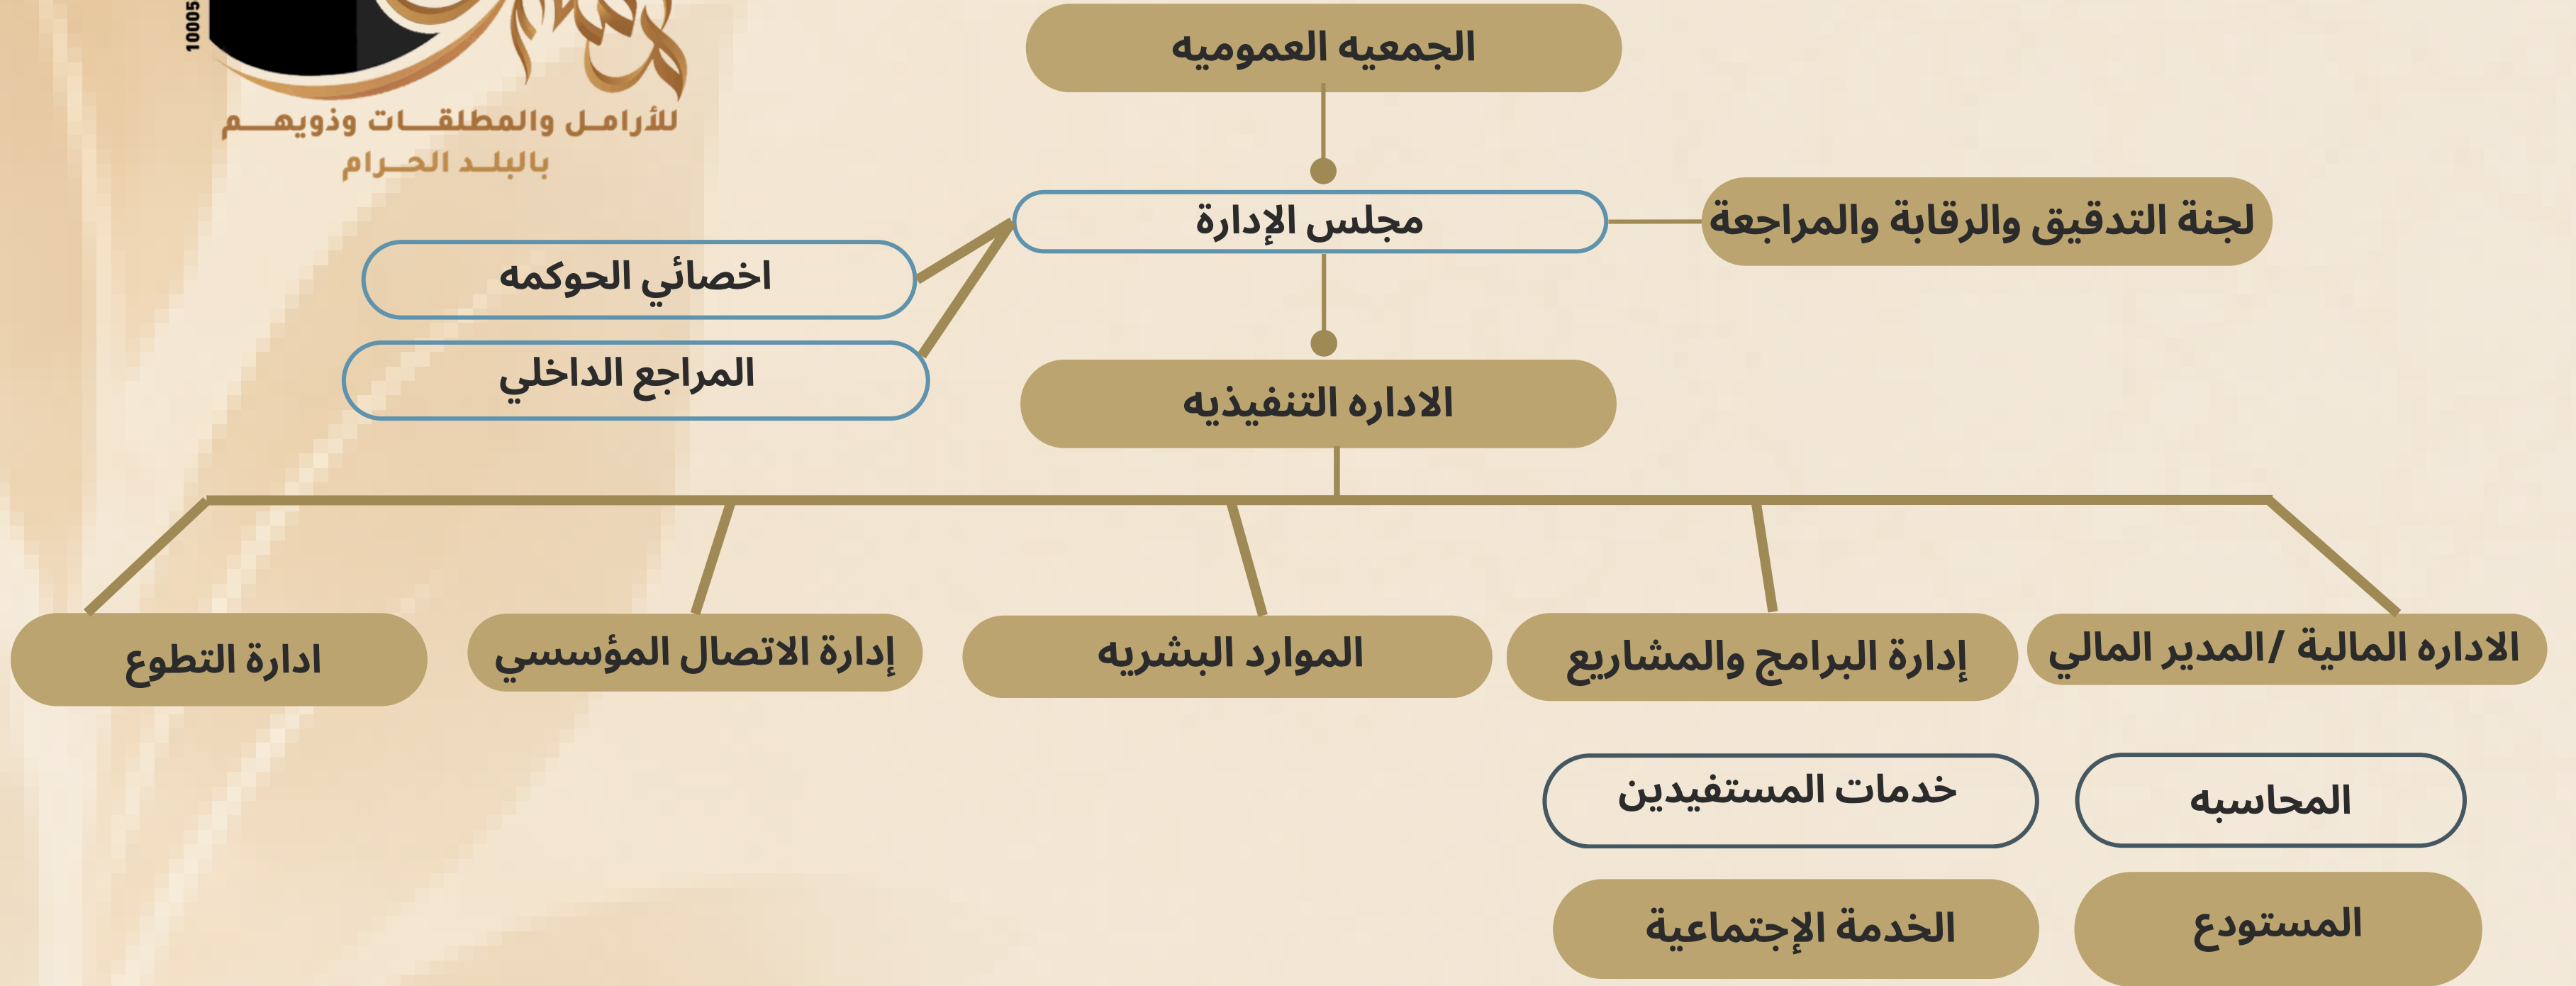 10005
للأرامل والمطلقات وذويهم
بالبلد الحرام
الجمعيه العموميه
لجنة التدقيق والرقابة والمراجعة
مجلس الإدارة
اخصائي الحوكمه
المراجع الداخلي
الاداره التنفيذيه
الاداره المالية /المدير المالي
إدارة البرامج والمشاريع
الموارد البشريه
إدارة الاتصال المؤسسي
ادارة التطوع
المحاسبه
خدمات المستفيدين
المستودع
الخدمة الإجتماعية